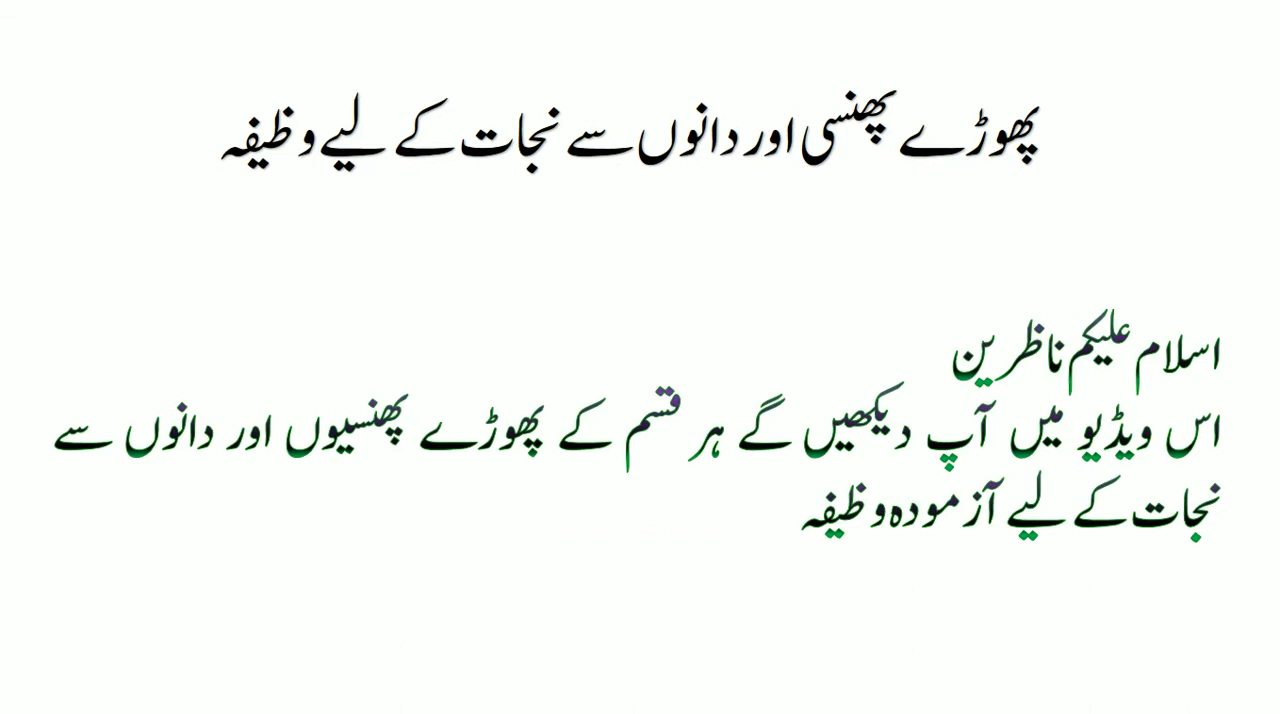 پھوڑے پھنسی اور دانوں سے نجات کے لیے وظیفہ
اسلام علیکم ناظرین
اس ویڈیو میں آپ دیکھیں گے ہر قسم کے پھوڑے پھنسیوں اور دانوں سے
نجات کے لیے آزمودہ وظیفہ